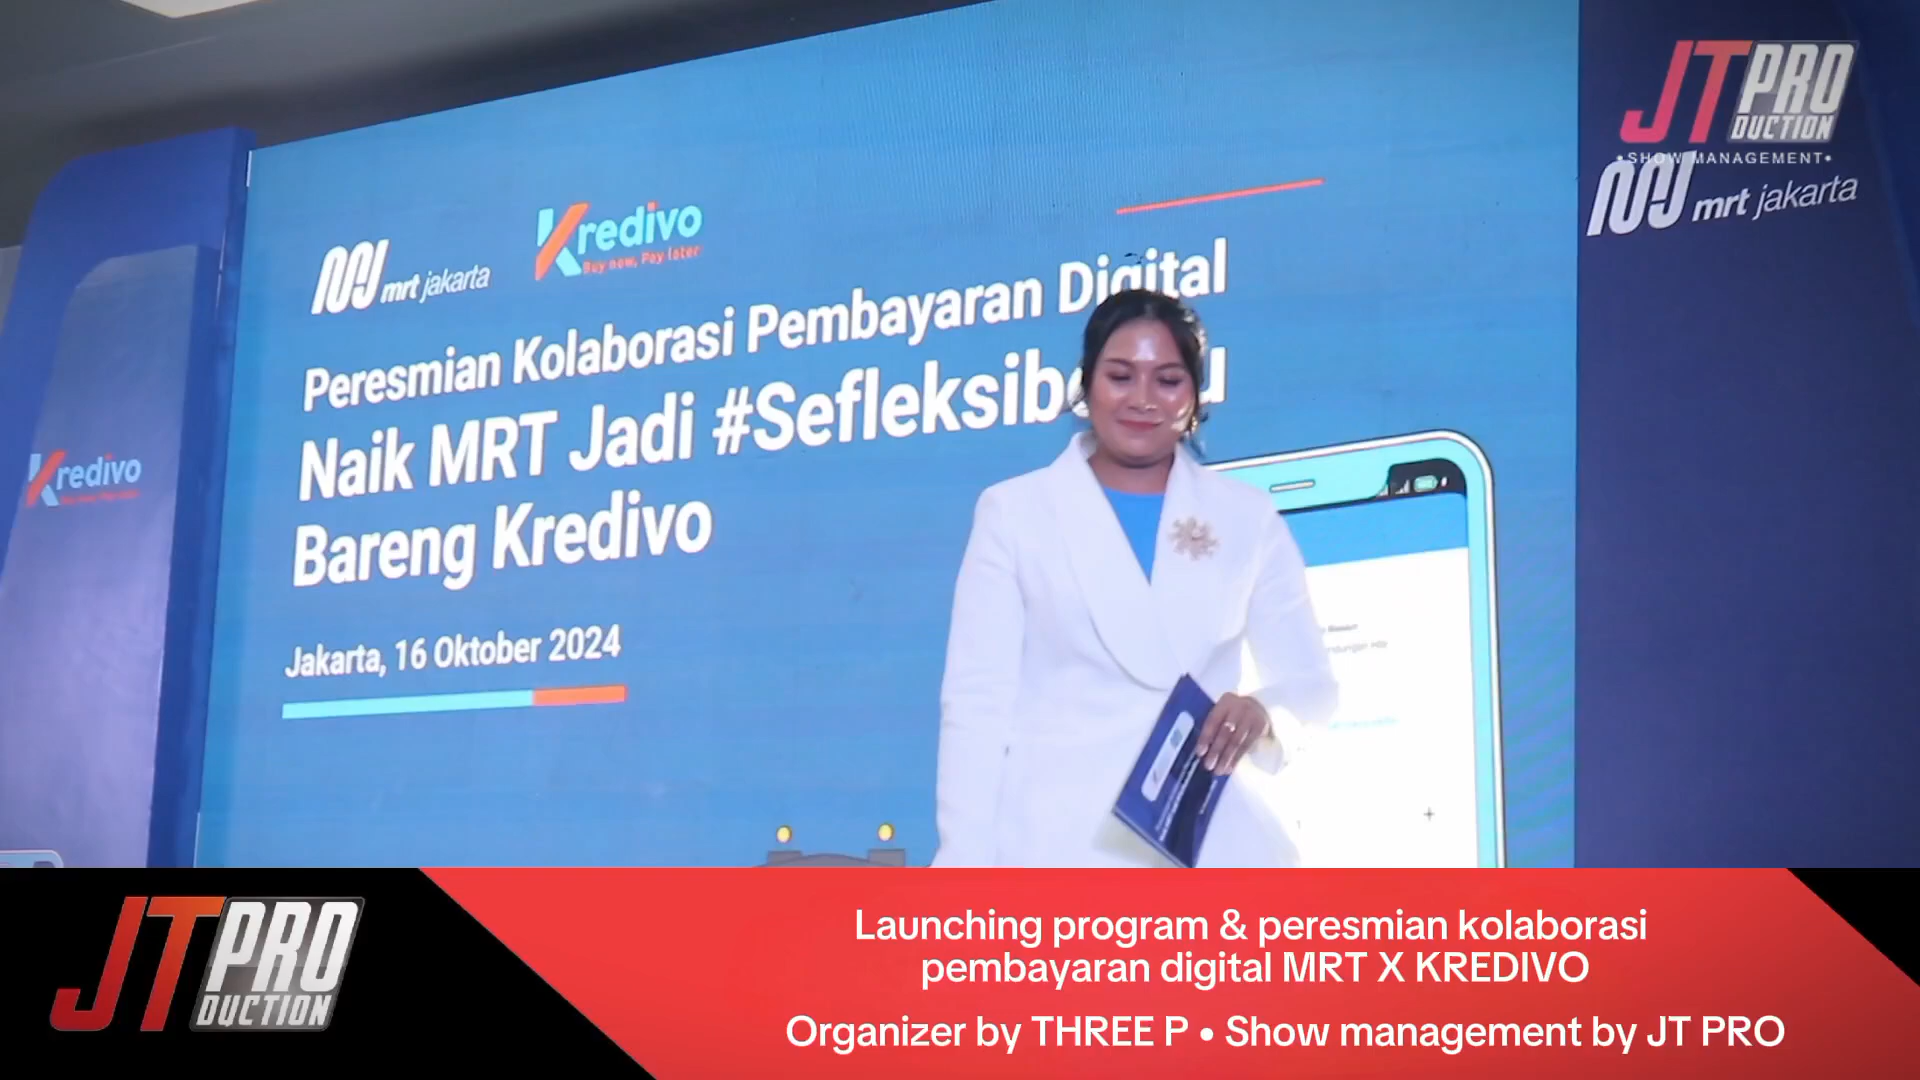 JT PRO
DUCTION
•SHOW MANAGEMENT•
mrt jakarta
mrt jakarta
Kredivo
Buy now, Pay later
Peresmian Kolaborasi Pembayaran Digital
Naik MRT Jadi
Bareng Kredivo
Jakarta, 16 Oktober 2024
Kredivo
JT PRO
DUCTION
Launching program & peresmian kolaborasi
pembayaran digital MRT X KREDIVO
Organizer by THREE P • Show management by JT PRO